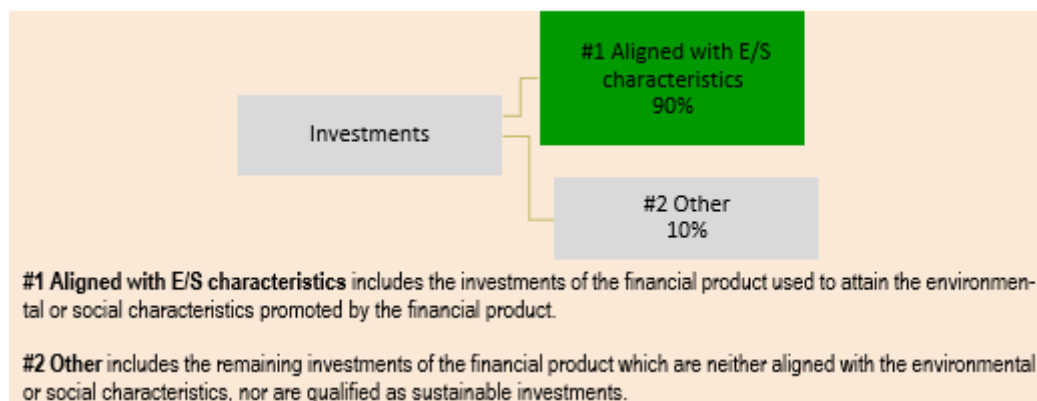 #1 Aligned with E/S
characteristics
90%
Investments
#2 Other
10%
#1 Aligned with E/S characteristics includes the investments of the financial product used to attain the environmen-
tal or social characteristics promoted by the financial product.
#2 Other includes the remaining investments of the financial product which are neither aligned with the environmental
or social characteristics, nor are qualified as sustainable investments.